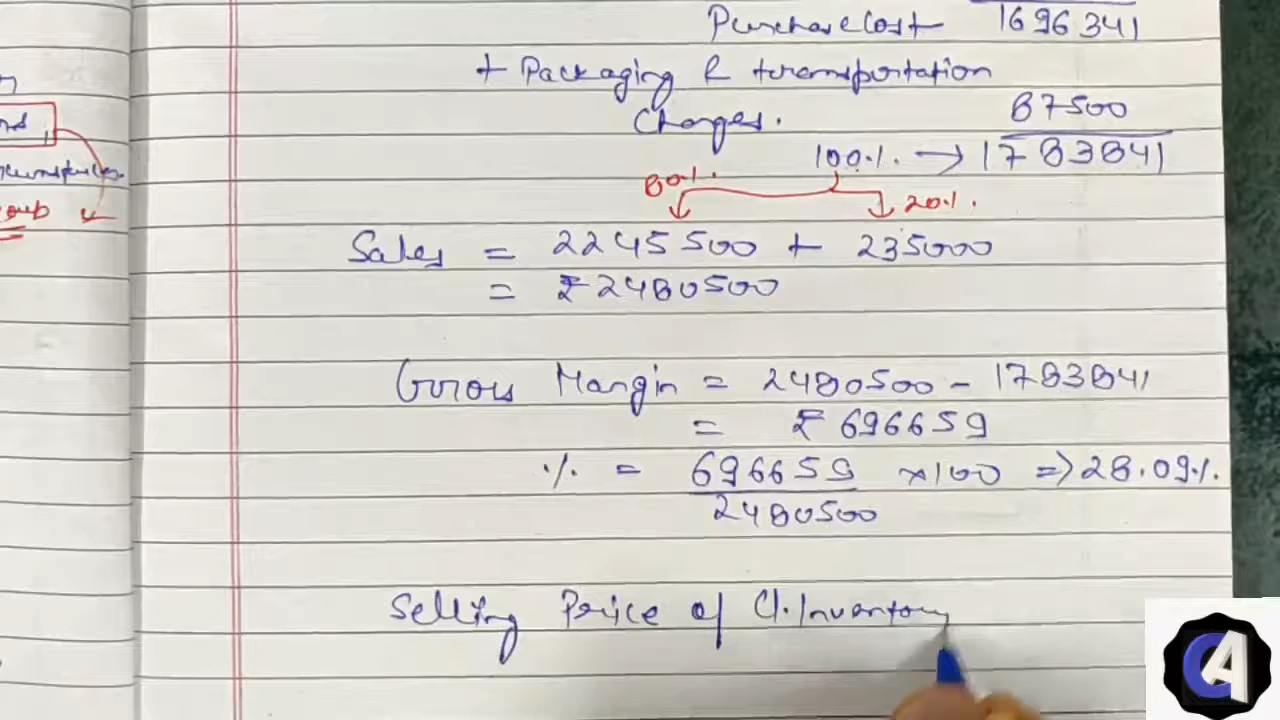 Purchase Cost 1696341
+ Packaging & transportation
Charges. 87500
100% → 1783841
80% 20%.
Sales = 2245500 + 235000
= ₹2480500
Gross Margin = 2480500 - 1783841
= ₹696659
% = 696659 ×100 => 28.09%.
2480500
Selling Price of Cl. Inventory
CA